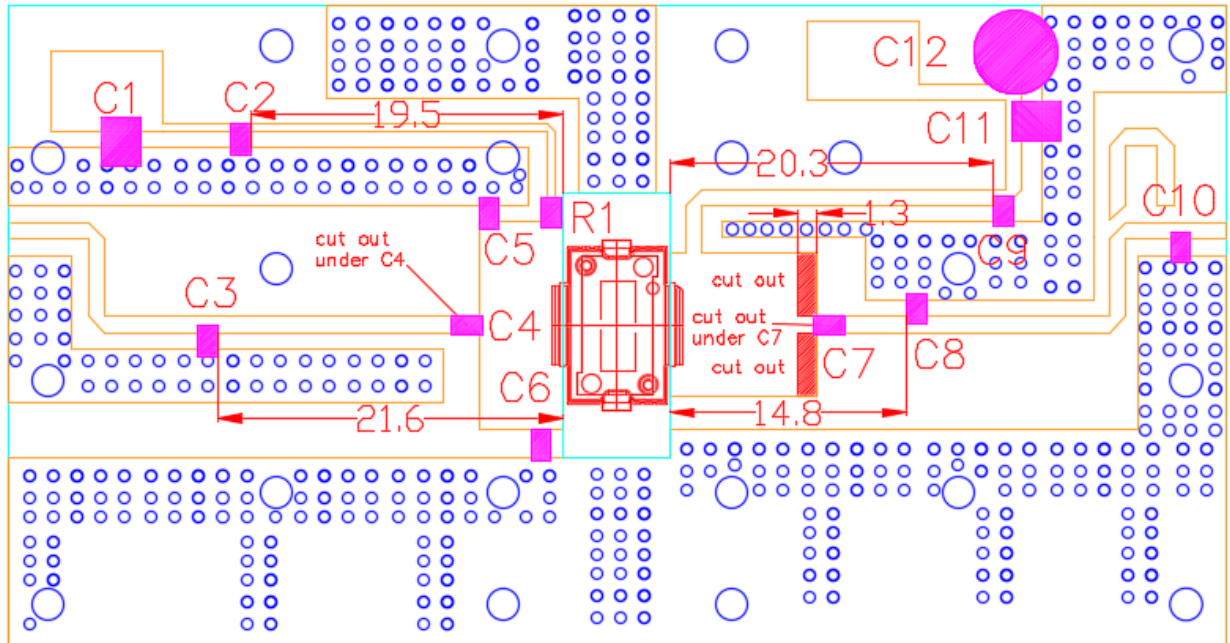 C12
C1
C2
19.5
C11
20.3
C10
R1
1.3
C5
cut out
under C4
C9
cut out
C3
C4
cut out
under C7
C7
C8
cut out
C6
21.6
14.8